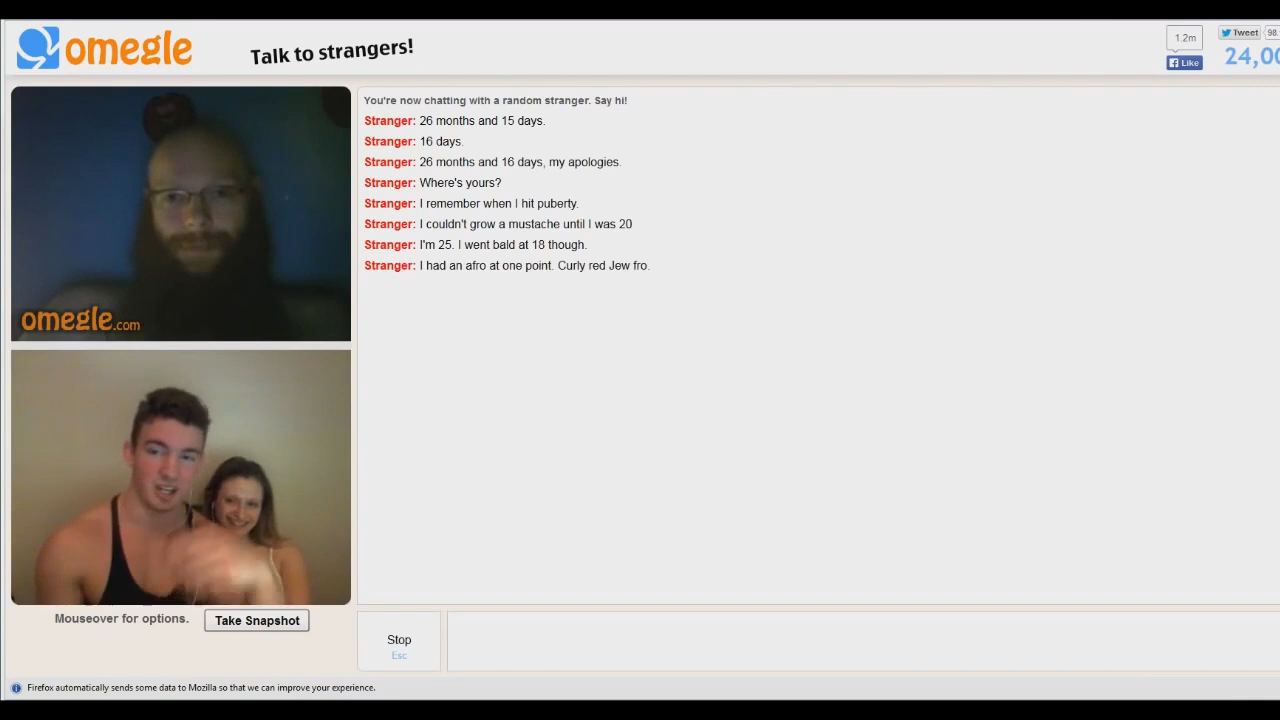 omegle
Talk to strangers!
1.2m
Like
Tweet
98.
24,00
You're now chatting with a random stranger. Say hi!
Stranger: 26 months and 15 days.
Stranger: 16 days.
Stranger: 26 months and 16 days, my apologies.
Stranger: Where's yours?
Stranger: I remember when I hit puberty.
Stranger: I couldn't grow a mustache until I was 20
Stranger: I'm 25. I went bald at 18 though.
Stranger: I had an afro at one point. Curly red Jew fro.
omegle.com
Mouseover for options.
Take Snapshot
Stop
Esc
Firefox automatically sends some data to Mozilla so that we can improve your experience.